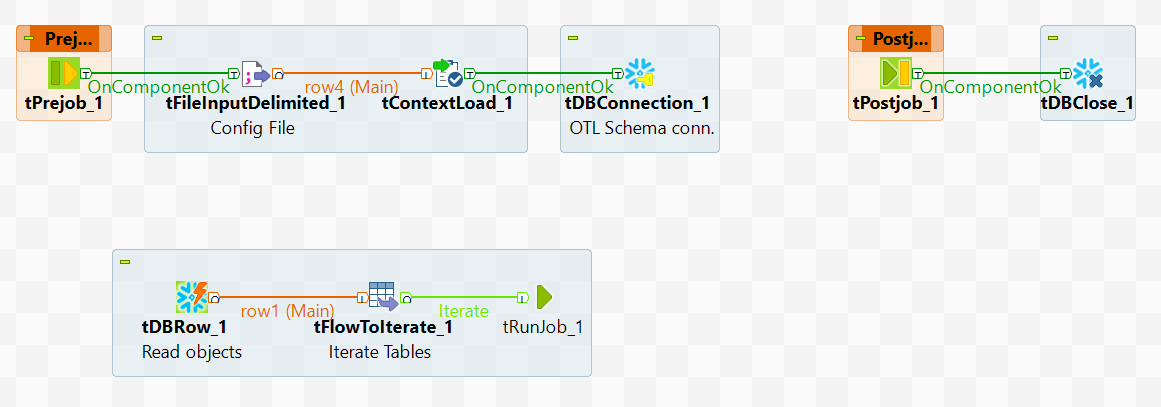 Prej...
Postj...
OnComponentOk
row4 (Main)
OnComponentOk
OnComponentOk
tPrejob_1
tFileInputDelimited_1
tContextLoad_1
tDBConnection_1
tPostjob_1
tDBClose_1
Config File
OTL Schema conn.
row1 (Main)
Iterate
tDBRow_1
tFlowToIterate_1
tRunJob_1
Read objects
Iterate Tables